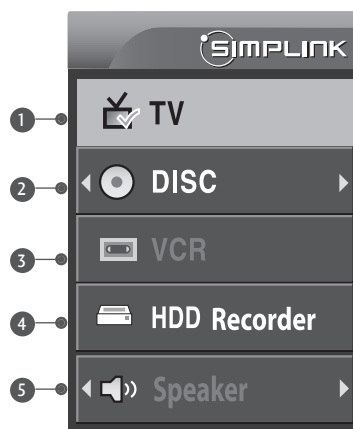 SIMPLINK
1 TV
2 DISC
3 VCR
4 HDD Recorder
5 Speaker